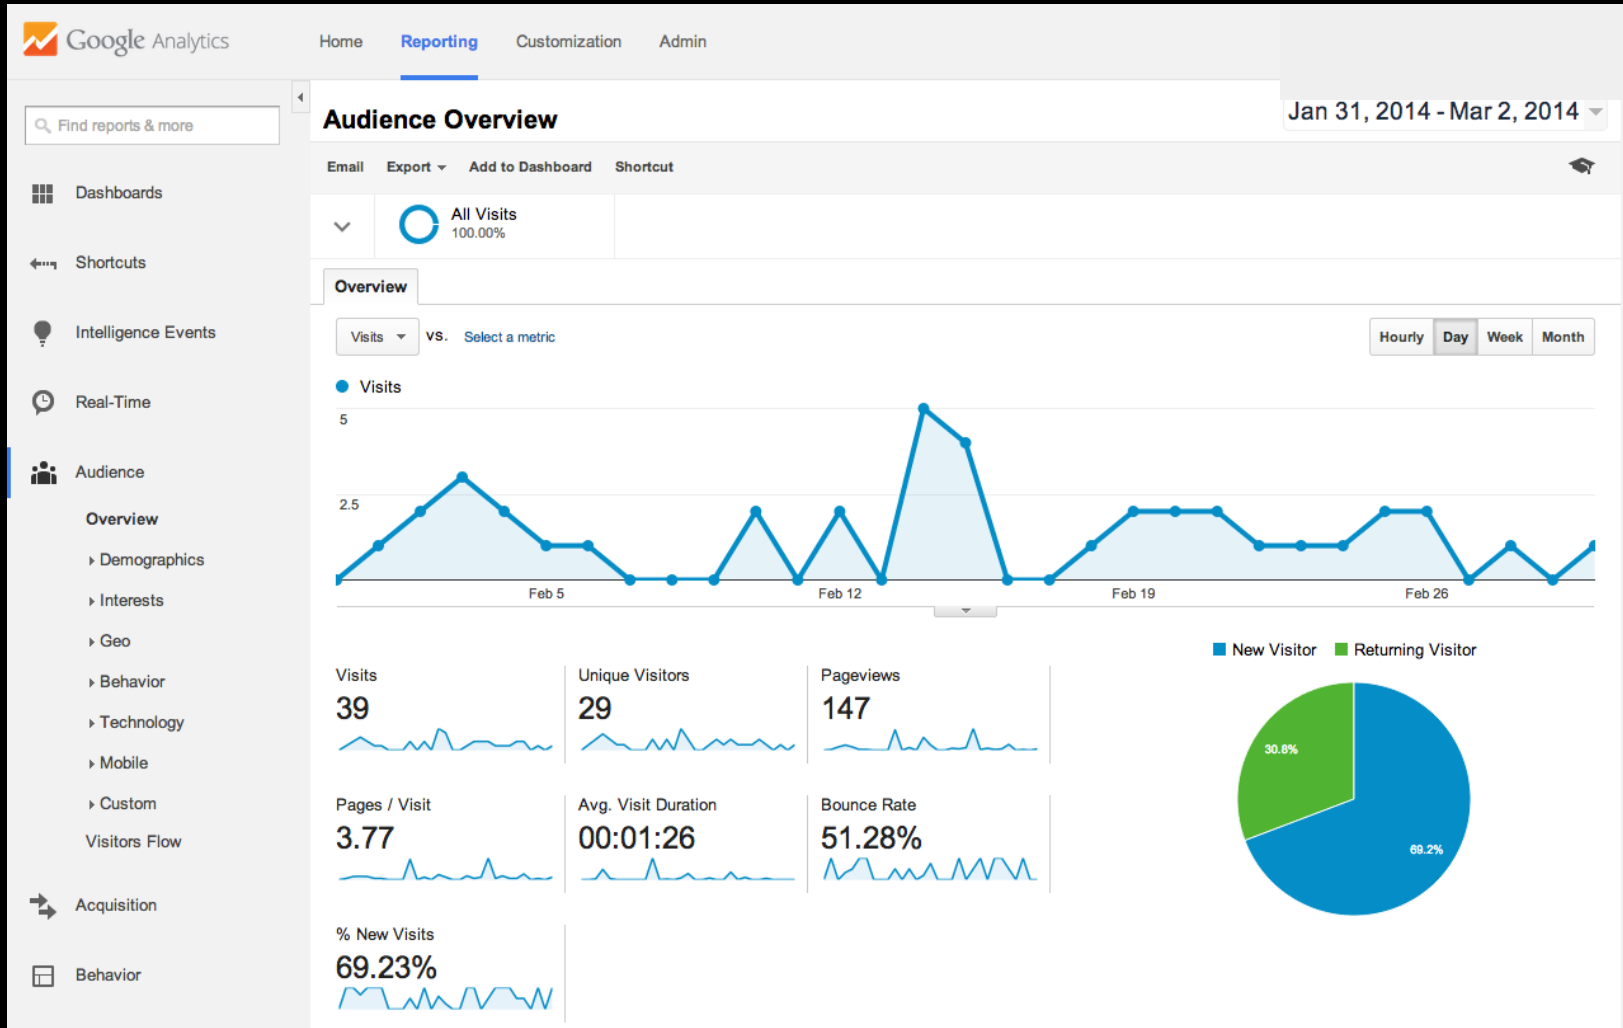 Google Analytics
Home Reporting Customization Admin
Find reports & more
Audience Overview
Jan 31, 2014 - Mar 2, 2014
Email Export Add to Dashboard Shortcut
Dashboards
All Visits
100.00%
Shortcuts
Overview
Intelligence Events
Visits vs. Select a metric
Hourly Day Week Month
Visits
Real-Time
5
2.5
Audience
Overview
Demographics
Interests
Geo
Behavior
Technology
Mobile
Custom
Visitors Flow
Acquisition
Behavior
Feb 5 Feb 12 Feb 19 Feb 26
New Visitor Returning Visitor
Visits
39
Unique Visitors
29
Pageviews
147
30.8%
69.2%
Pages / Visit
3.77
Avg. Visit Duration
00:01:26
Bounce Rate
51.28%
% New Visits
69.23%